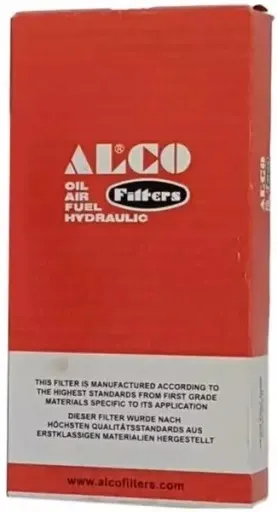 ALCO®
OIL
AIR
FUEL
HYDRAULIC
Filters
THIS FILTER IS MANUFACTURED ACCORDING TO
THE HIGHEST STANDARDS FROM FIRST GRADE
MATERIALS SPECIFIC TO ITS APPLICATION
DIESER FILTER WURDE NACH
HÖCHSTEN QUALITÄTSSTANDARDS AUS
ERSTKLASSIGEN MATERIALIEN HERGESTELLT
www.alcofilters.com